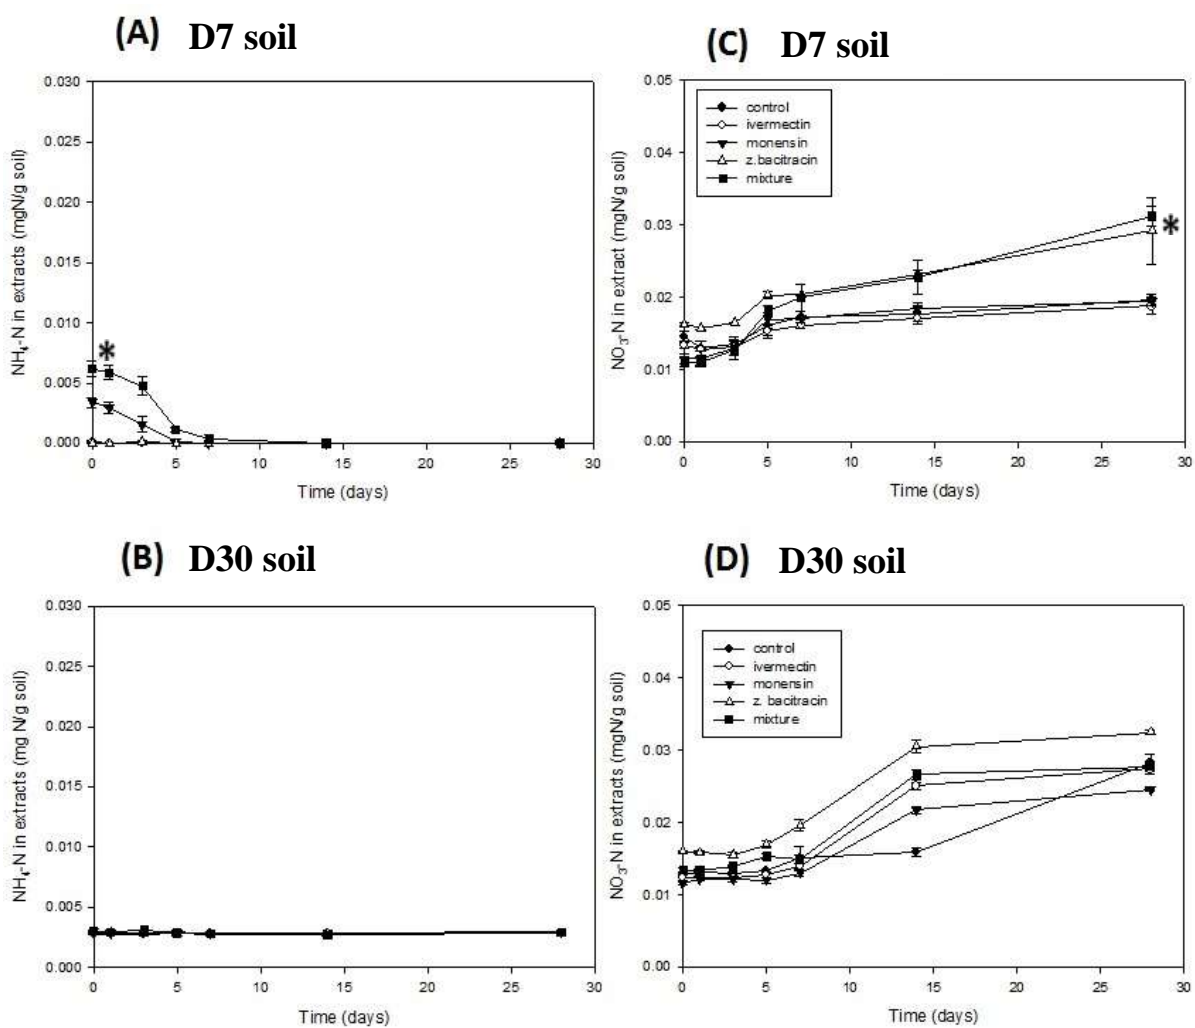 (A) D7 soil
0.030
0.025
0.020
0.015
0.010
0.005
0.000
NH₄-N in extracts (mgN/g soil)
*
0 5 10 15 20 25 30
Time (days)
(C) D7 soil
0.05
0.04
0.03
0.02
0.01
0.00
NO₃-N in extract (mgN/g soil)
control
ivermectin
monensin
z.bacitracin
mixture
*
0 5 10 15 20 25 30
Time (days)
(B) D30 soil
0.030
0.025
0.020
0.015
0.010
0.005
0.000
NH₄-N in extracts (mg N/g soil)
0 5 10 15 20 25 30
Time (days)
(D) D30 soil
0.05
0.04
0.03
0.02
0.01
0.00
NO₃-N in extracts (mgN/g soil)
control
ivermectin
monensin
z. bacitracin
mixture
0 5 10 15 20 25 30
Time (days)